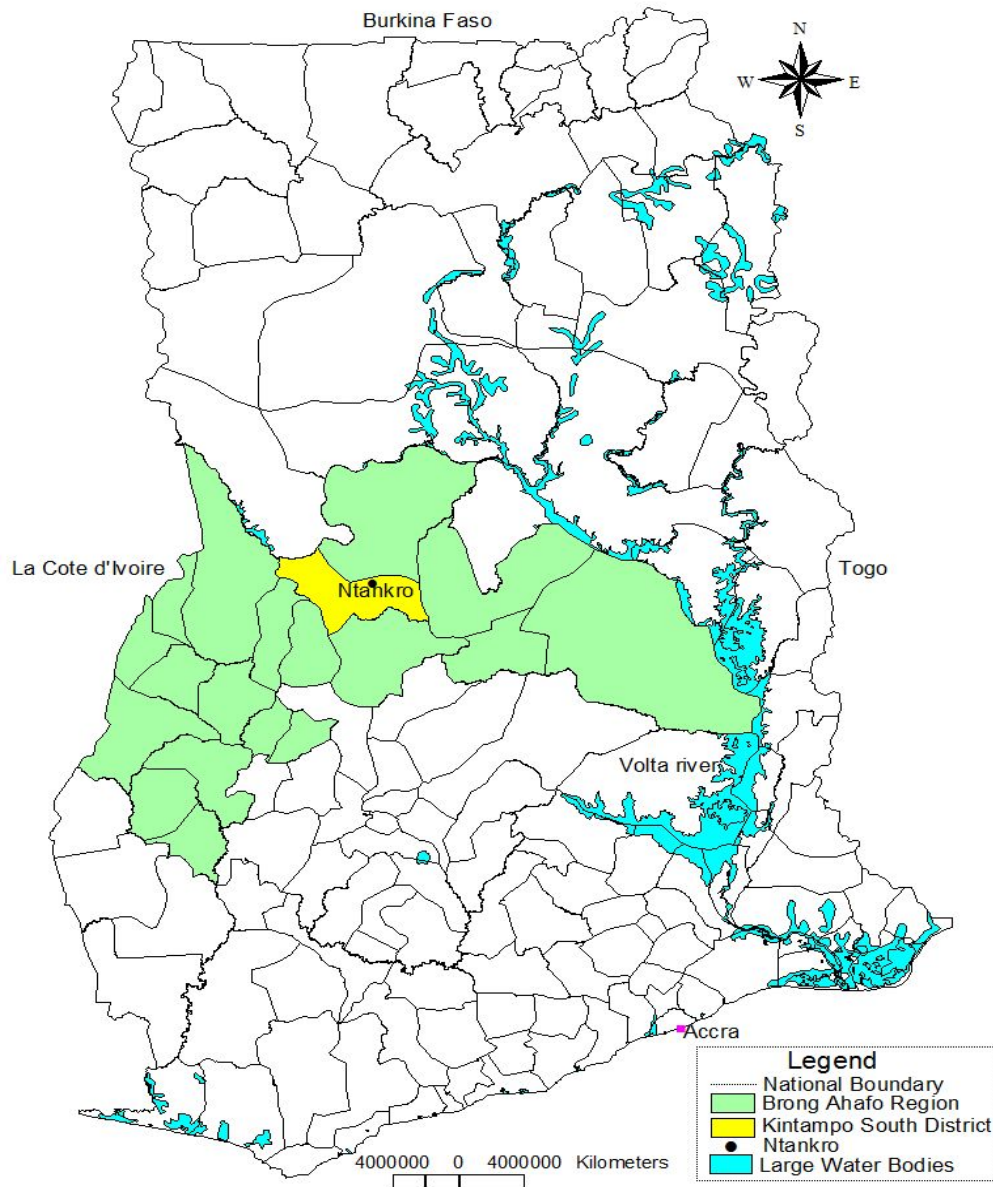 Burkina Faso
N
W
E
S
La Cote d'Ivoire
Ntankro
Togo
Volta river
Accra
Legend
National Boundary
Brong Ahafo Region
Kintampo South District
Ntankro
Large Water Bodies
4000000 0 4000000 Kilometers